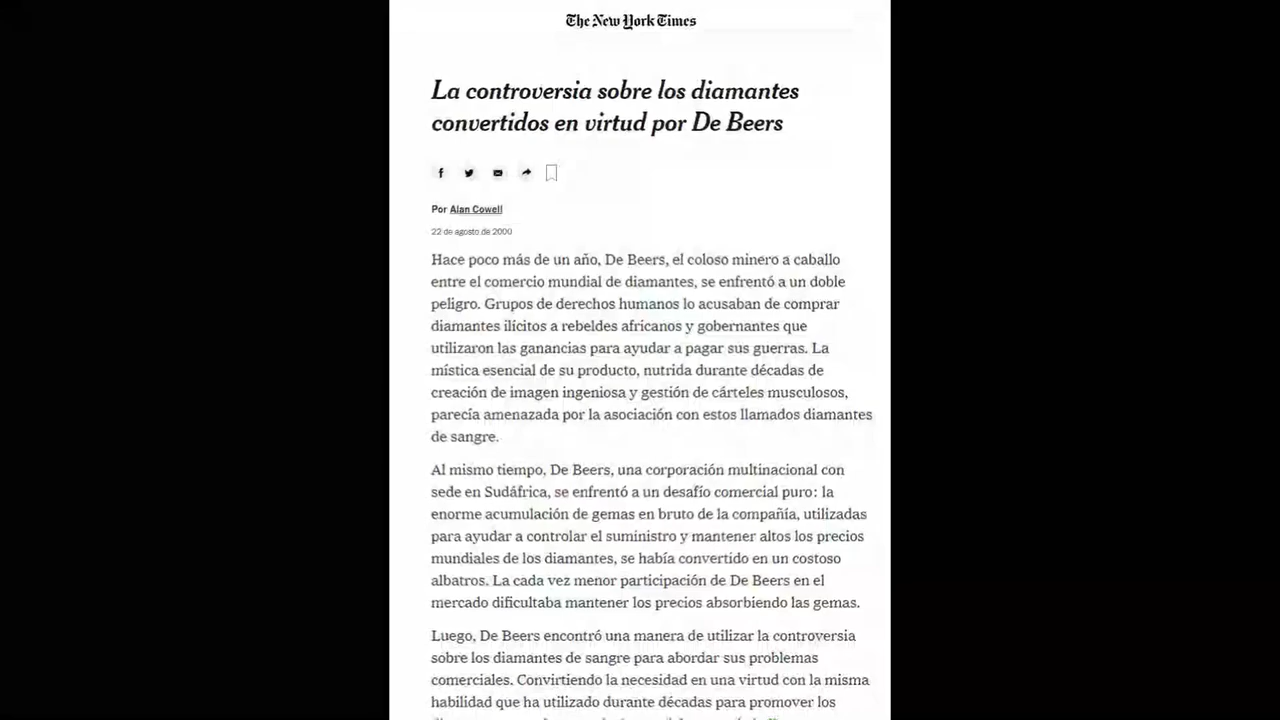 The New York Times
La controversia sobre los diamantes
convertidos en virtud por De Beers
Por Alan Cowell
22 de agosto de 2000
Hace poco más de un año, De Beers, el coloso minero a caballo
entre el comercio mundial de diamantes, se enfrentó a un doble
peligro. Grupos de derechos humanos lo acusaban de comprar
diamantes ilícitos a rebeldes africanos y gobernantes que
utilizaron las ganancias para ayudar a pagar sus guerras. La
mística esencial de su producto, nutrida durante décadas de
creación de imagen ingeniosa y gestión de cárteles musculosos,
parecía amenazada por la asociación con estos llamados diamantes
de sangre.
Al mismo tiempo, De Beers, una corporación multinacional con
sede en Sudáfrica, se enfrentó a un desafío comercial puro: la
enorme acumulación de gemas en bruto de la compañía, utilizadas
para ayudar a controlar el suministro y mantener altos los precios
mundiales de los diamantes, se había convertido en un costoso
albatros. La cada vez menor participación de De Beers en el
mercado dificultaba mantener los precios absorbiendo las gemas.
Luego, De Beers encontró una manera de utilizar la controversia
sobre los diamantes de sangre para abordar sus problemas
comerciales. Convirtiendo la necesidad en una virtud con la misma
habilidad que ha utilizado durante décadas para promover los